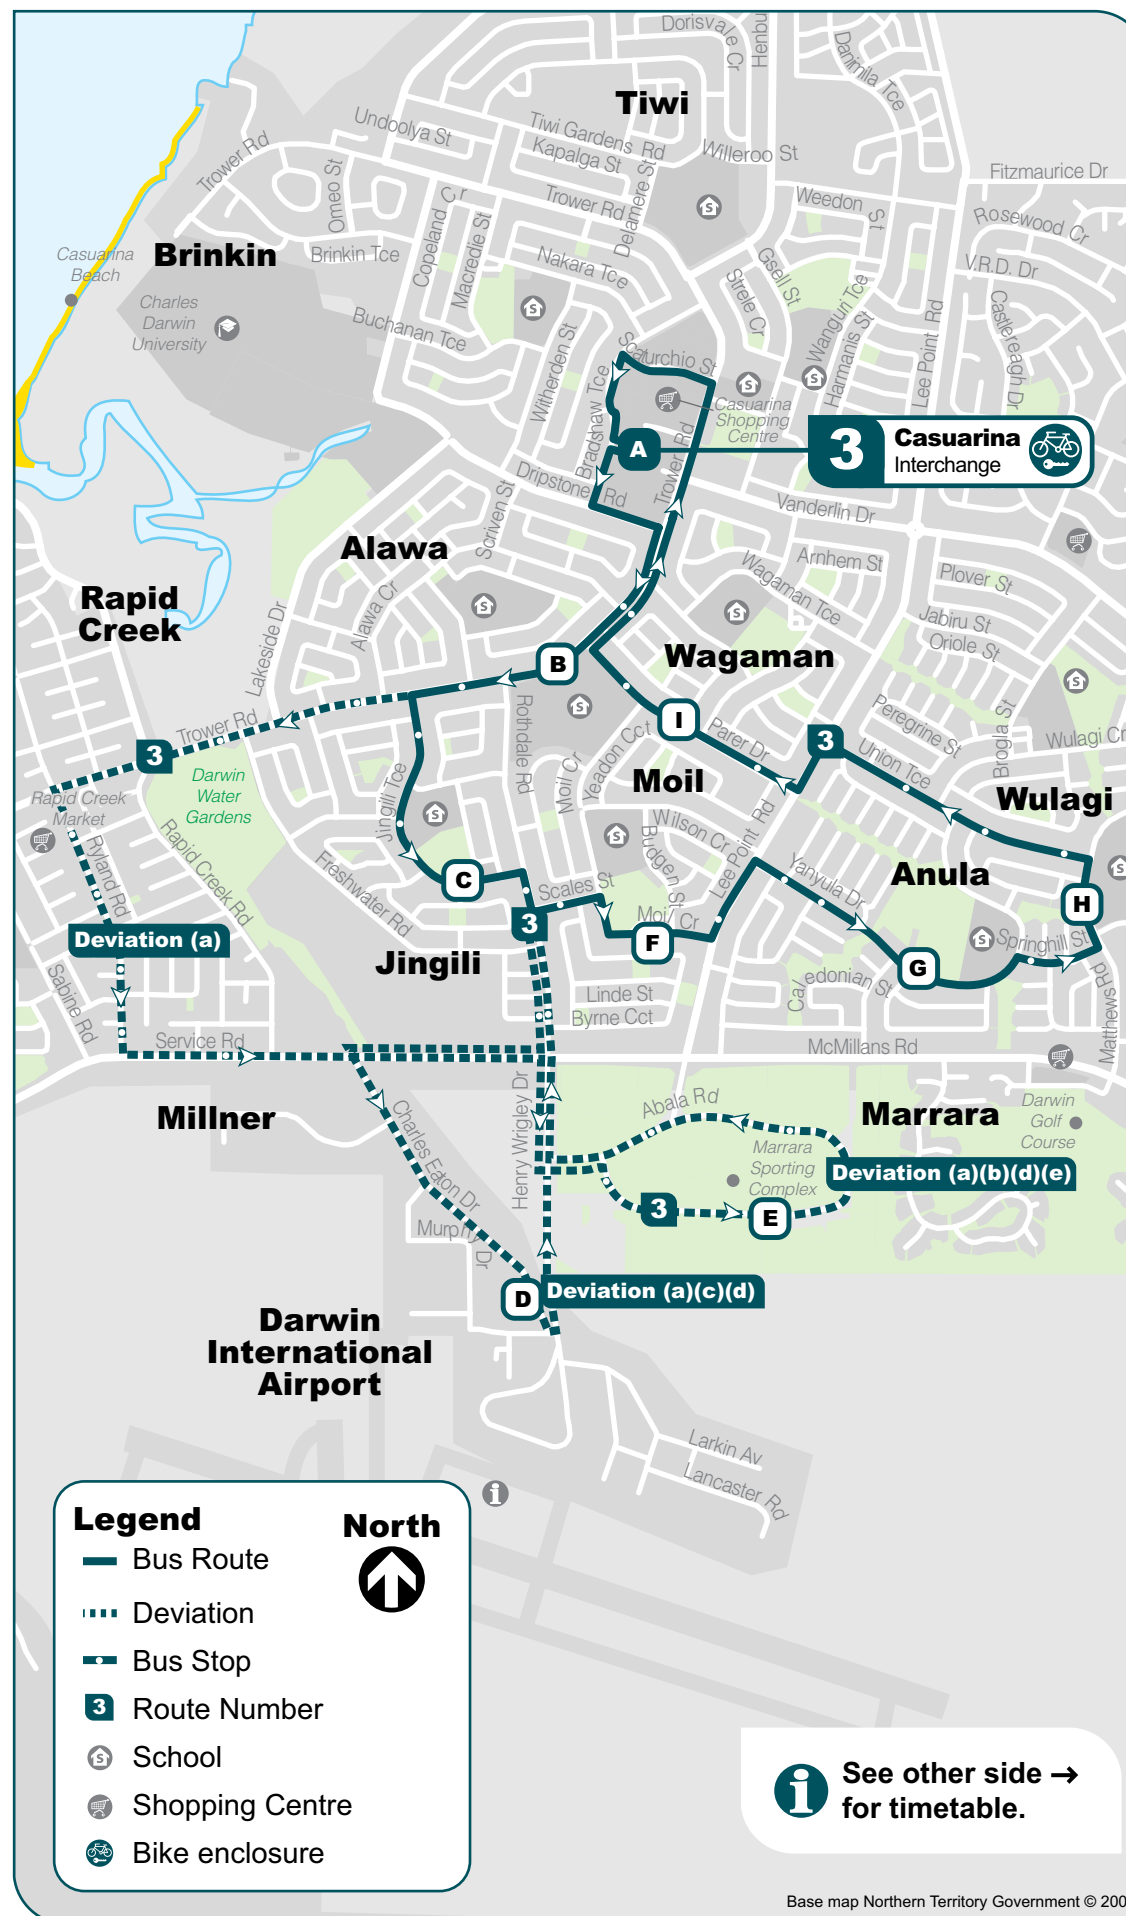 Dorisvale Cr
Henbu
Danimila Tce
Tiwi
Undoolya St
Tiwi Gardens Rd
Kapalga St
Willeroo St
Trower Rd
Fitzmaurice Dr
Omeo St
Copeland Cr
Macredie St
Trower Rd
Delamere St
Weedon St
Rosewood Cr
Casuarina
Beach
Brinkin
Brinkin Tce
Nakara Tce
Gsell St
V.R.D. Dr
Strele Cr
Wanguri Tce
Harmanis St
Lee Point Rd
Castlereagh Dr
Charles
Darwin
University
Buchanan Tce
Witherden St
Scaturchio St
Bradshaw Tce
Casuarina
Shopping
Centre
A
3
Casuarina
Interchange
Trower Rd
Dripstone Rd
Scriven St
Vanderlin Dr
Alawa
Arnhem St
Wagaman Tce
Plover St
Rapid
Creek
Lakeside Dr
Alawa Cr
Jabiru St
Oriole St
Wagaman
B
I
Trower Rd
Rothdale Rd
Yeadon Cct
Parer Dr
Peregrine St
Brogla St
Wulagi Cr
3
3
Union Tce
Moil Cr
Moil
Wulagi
Rapid Creek
Market
Darwin
Water
Gardens
Jingili Tce
Wilson Cr
Lee Point Rd
Budgen St
Ryland Rd
Rapid Creek Rd
Freshwater Rd
Yanyula Dr
Anula
C
Scales St
H
3
Moil Cr
Deviation (a)
F
Springhill St
Jingili
G
Sabine Rd
Linde St
Byrne Cct
Caledonian St
Matthews Rd
Service Rd
McMillans Rd
Millner
Charles Eaton Dr
Henry Wrigley Dr
Abala Rd
Marrara
Darwin
Golf
Course
Marrara
Sporting
Complex
Deviation (a)(b)(d)(e)
3
E
Murphy Dr
D
Deviation (a)(c)(d)
Darwin
International
Airport
Larkin Av
Lancaster Rd
Legend
North
Bus Route
Deviation
Bus Stop
3
Route Number
S
School
Shopping Centre
Bike enclosure
i
See other side →
for timetable.
Base map Northern Territory Government © 200